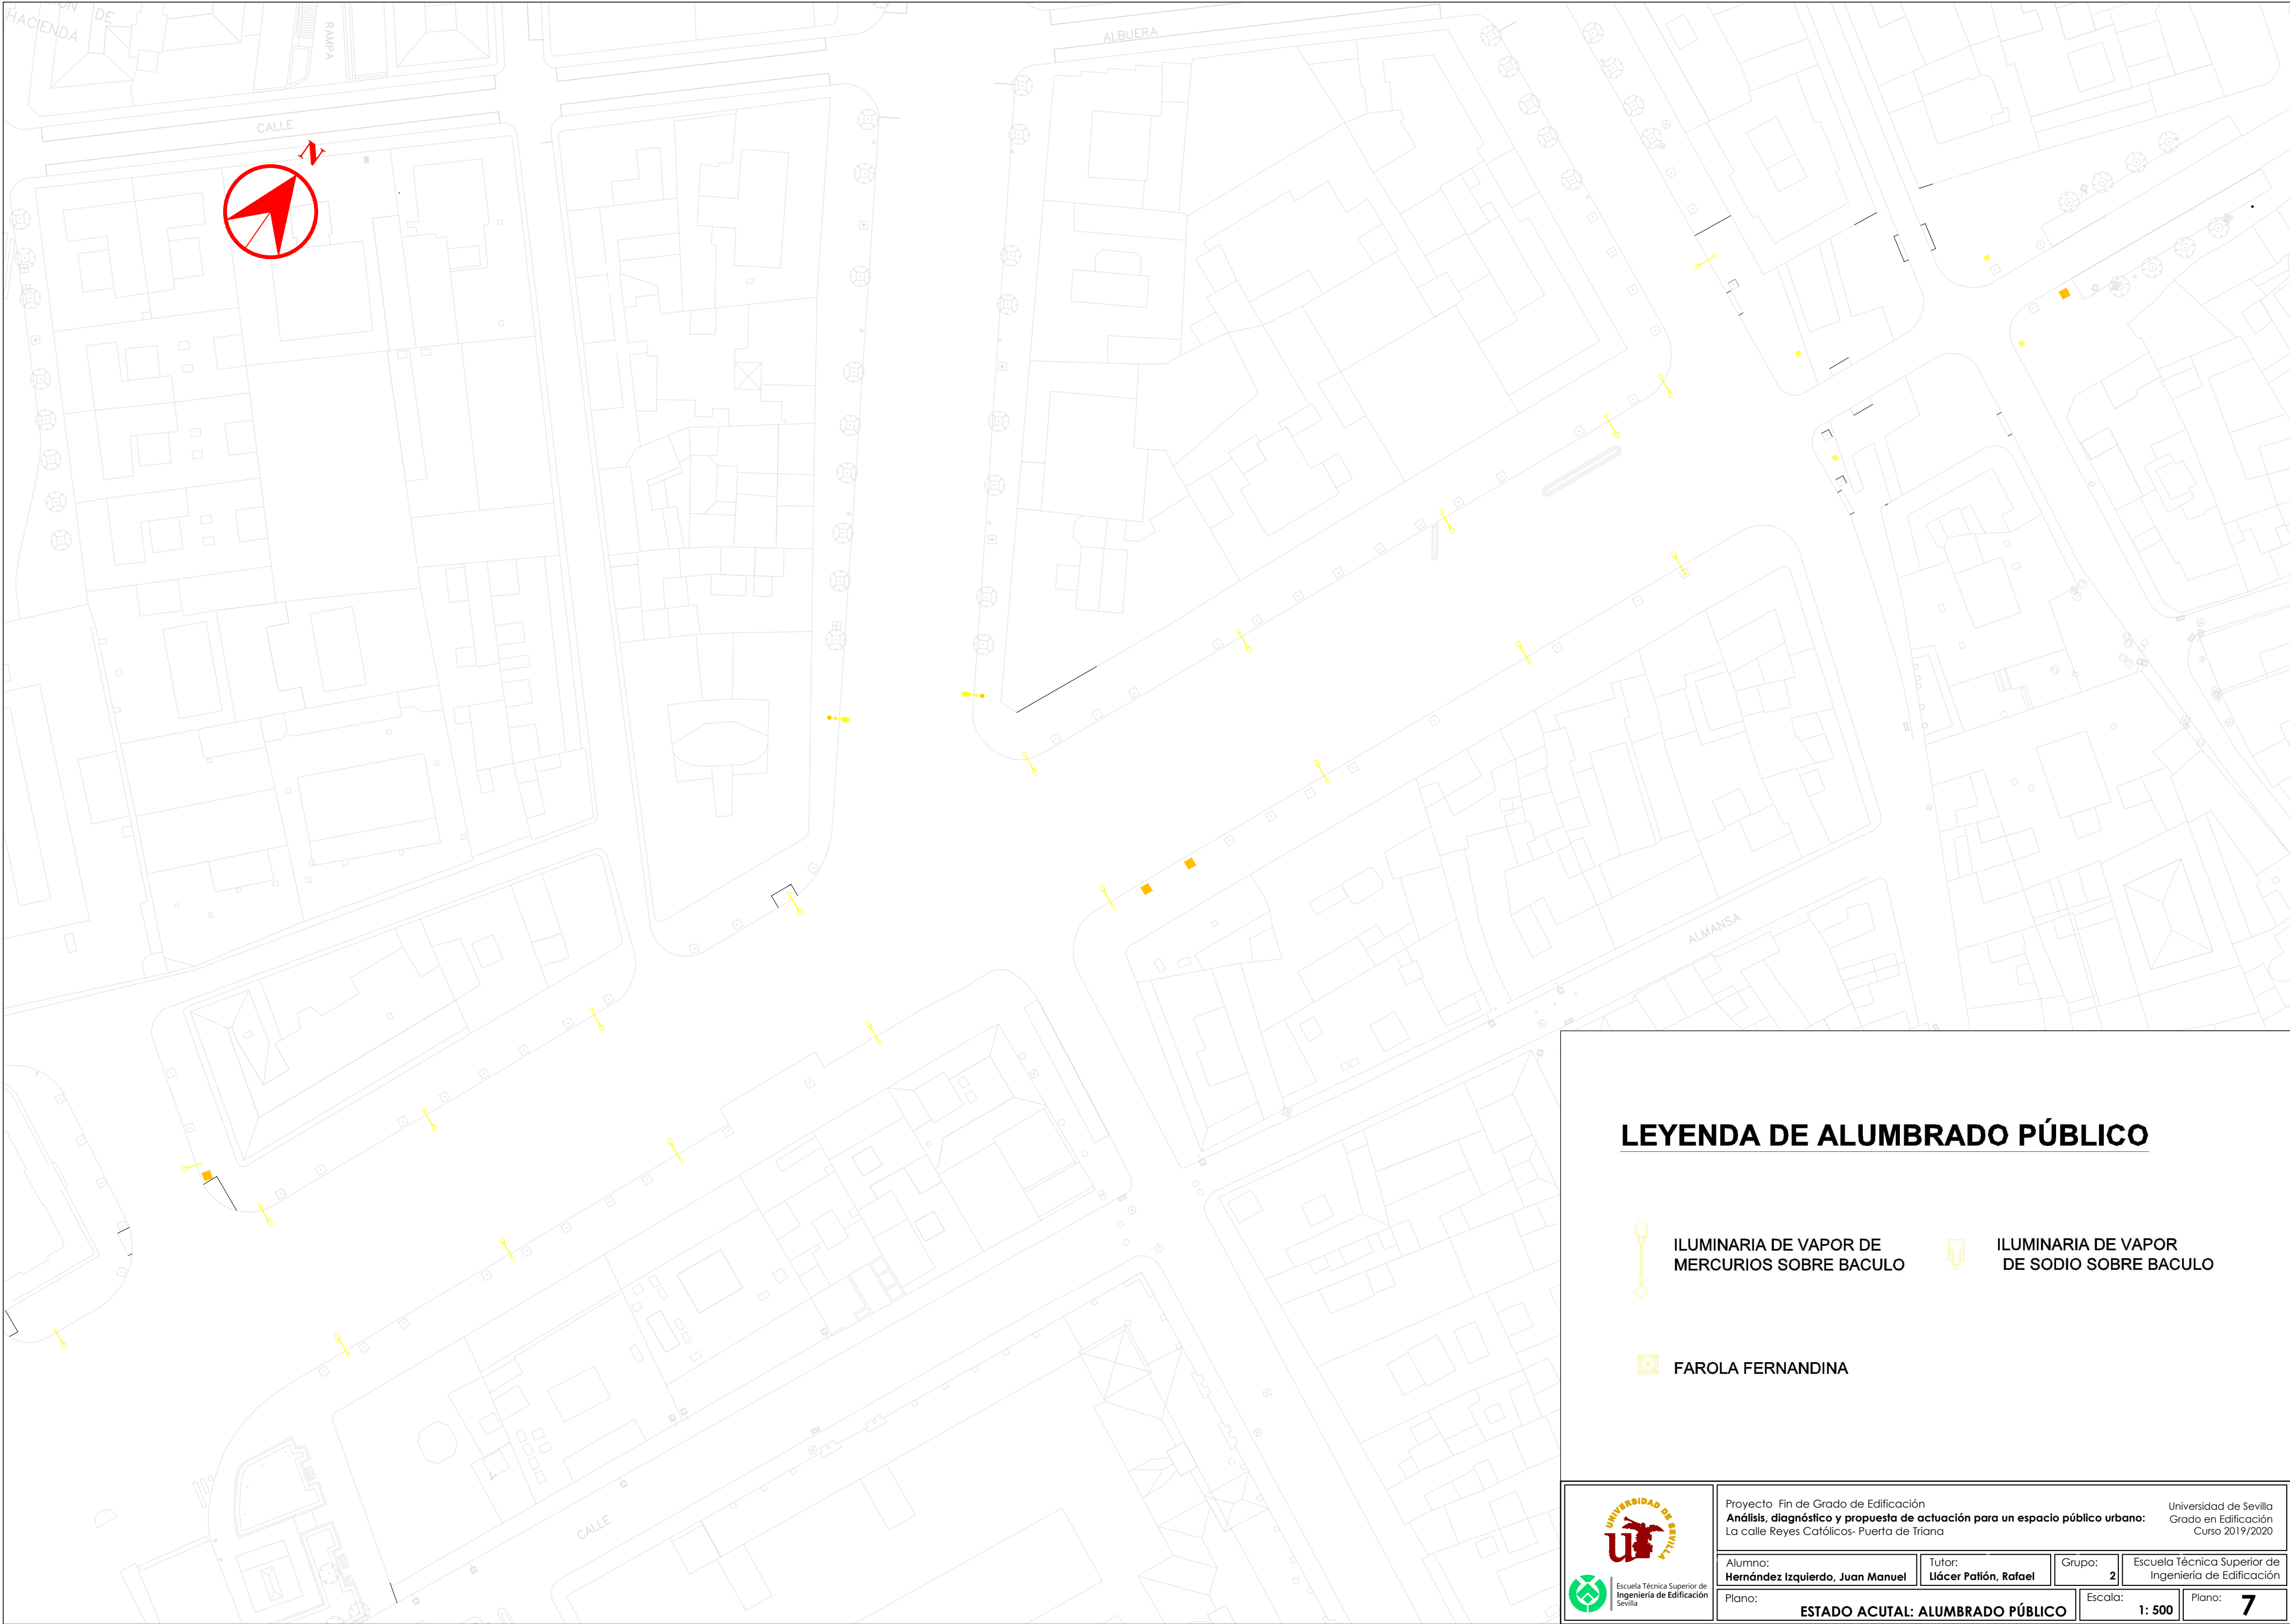 HACIENDA
DE
RAMPA
ALBUERA
CALLE
N
ALMANSA
CALLE
LEYENDA DE ALUMBRADO PÚBLICO
ILUMINARIA DE VAPOR DE
MERCURIOS SOBRE BACULO
ILUMINARIA DE VAPOR
DE SODIO SOBRE BACULO
FAROLA FERNANDINA
UNIVERSIDAD DE SEVILLA
Escuela Técnica Superior de
Ingeniería de Edificación
Sevilla
Proyecto Fin de Grado de Edificación
Análisis, diagnóstico y propuesta de actuación para un espacio público urbano:
La calle Reyes Católicos- Puerta de Triana
Universidad de Sevilla
Grado en Edificación
Curso 2019/2020
Alumno:
Hernández Izquierdo, Juan Manuel
Tutor:
Llácer Patión, Rafael
Grupo:
2
Escuela Técnica Superior de
Ingeniería de Edificación
Plano:
ESTADO ACUTAL: ALUMBRADO PÚBLICO
Escala:
1: 500
Plano:
7